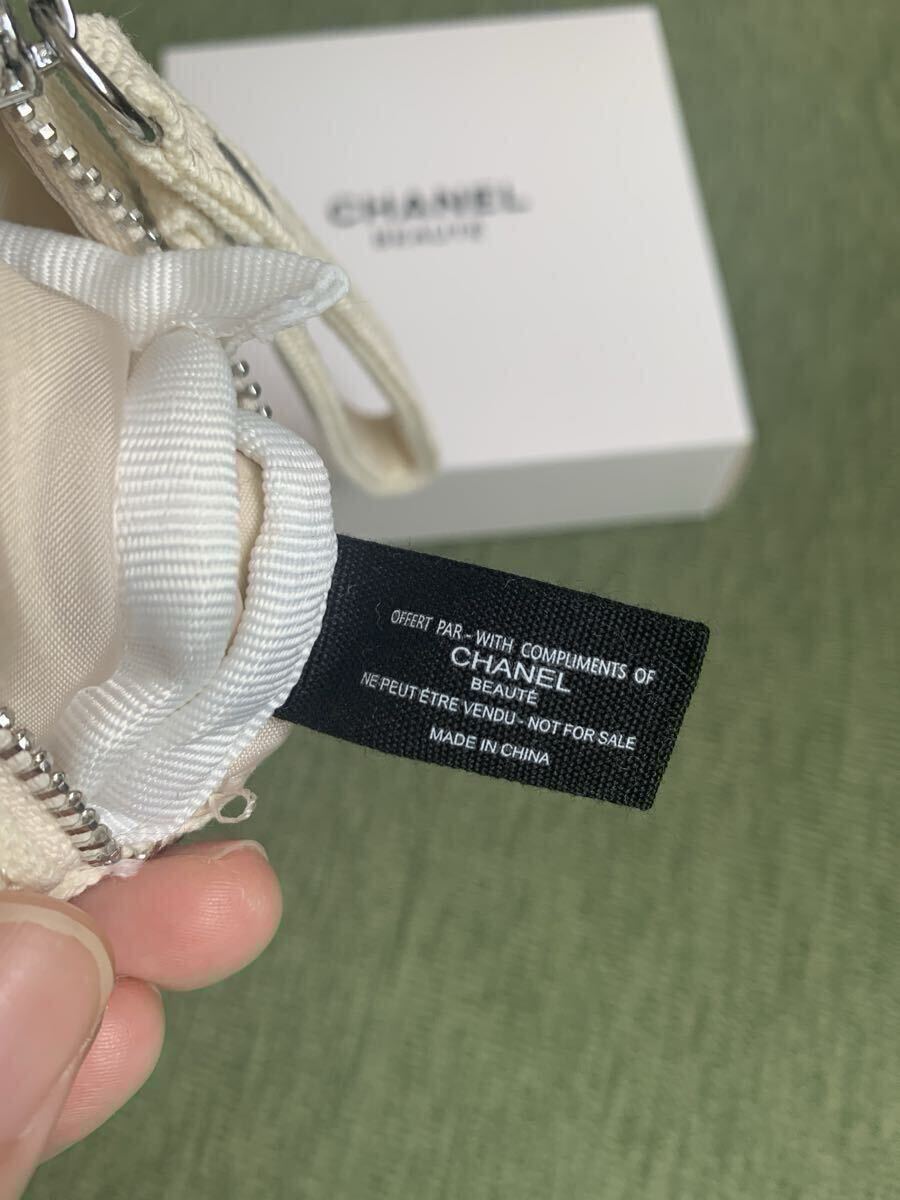 CHANEL
BEAUTÉ
OFFERT PAR - WITH COMPLIMENTS OF
CHANEL
BEAUTÉ
NE PEUT ÊTRE VENDU - NOT FOR SALE
MADE IN CHINA